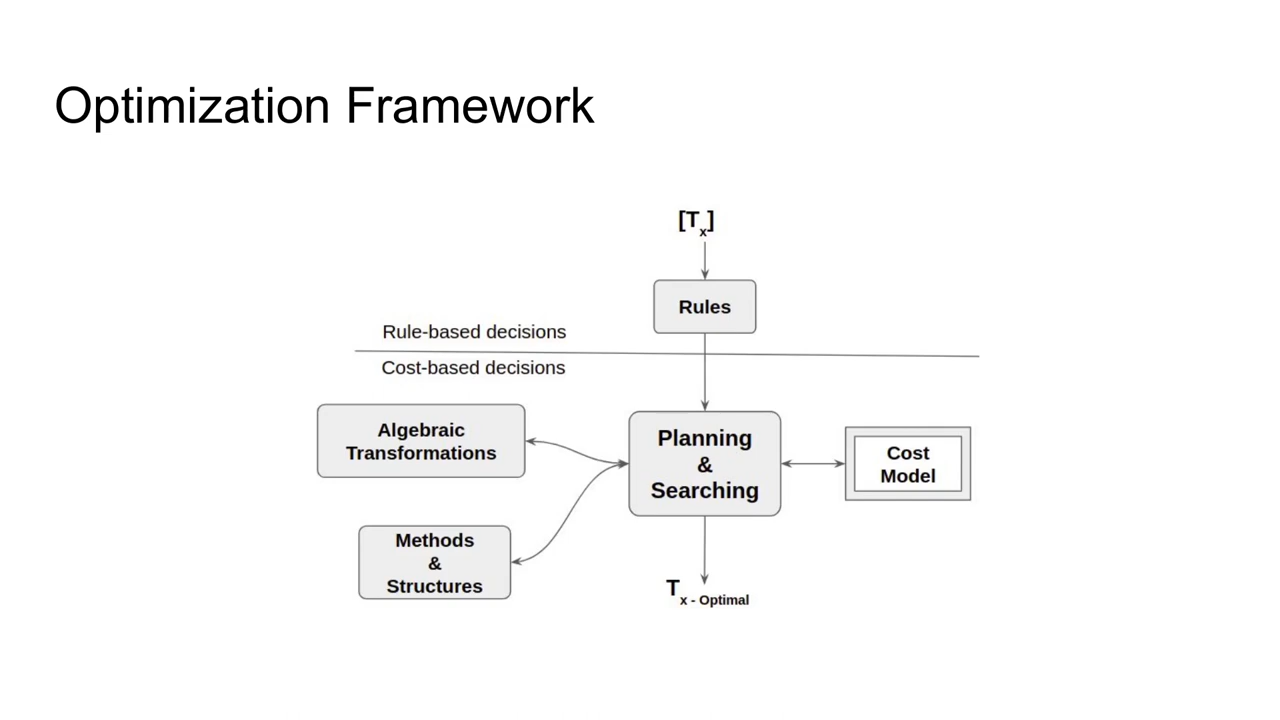 Optimization Framework
[Tx]
Rules
Rule-based decisions
Cost-based decisions
Algebraic
Transformations
Planning
&
Searching
Cost
Model
Methods
&
Structures
Tx - Optimal